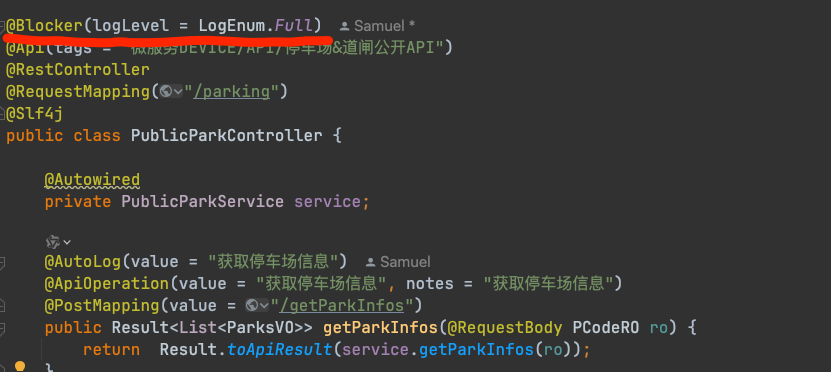 @Blocker(logLevel = LogEnum.Full) Samuel *
@Api(tags = "微服务DEVICE/API/停车场&道闸公开API")
@RestController
@RequestMapping("/parking")
@Slf4j
public class PublicParkController {
@Autowired
private PublicParkService service;
@AutoLog(value = "获取停车场信息") Samuel
@ApiOperation(value = "获取停车场信息", notes = "获取停车场信息")
@PostMapping(value = "/getParkInfos")
public Result<List<ParksVO>> getParkInfos(@RequestBody PCodeRO ro) {
return Result.toApiResult(service.getParkInfos(ro));
}